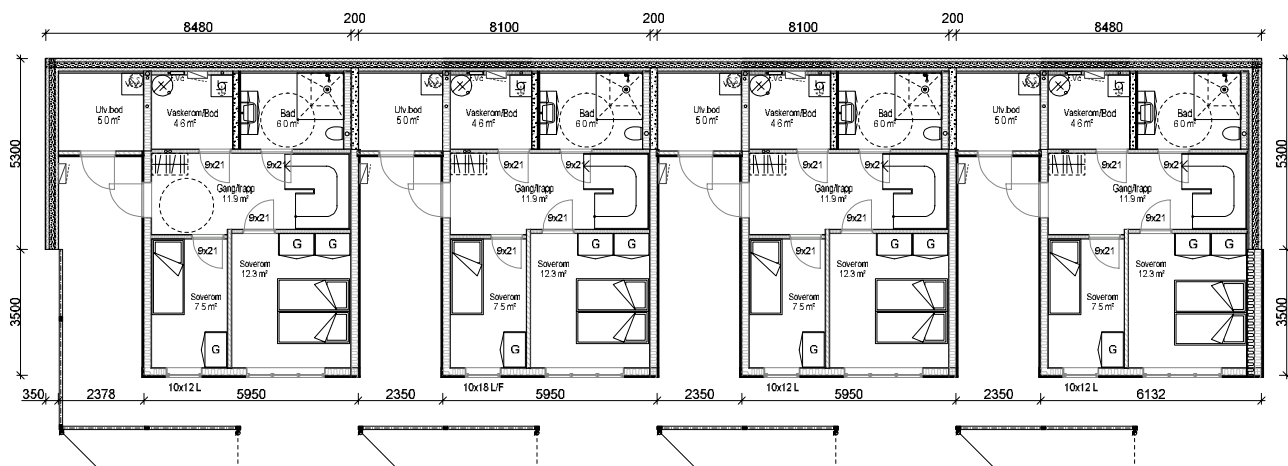 200 200 200
8480 8100 8100 8480
T.Vc T.Vc T.Vc T.Vc
Utv.bod
5.0 m²
Vaskerom/Bod
4.6 m²
Bad
6.0 m²
Utv.bod
5.0 m²
Vaskerom/Bod
4.6 m²
Bad
6.0 m²
Utv.bod
5.0 m²
Vaskerom/Bod
4.6 m²
Bad
6.0 m²
Utv.bod
5.0 m²
Vaskerom/Bod
4.6 m²
Bad
6.0 m²
5300 5300
9x21 9x21 9x21 9x21 9x21 9x21 9x21 9x21
Gang/trapp
11.9 m²
Gang/trapp
11.9 m²
Gang/trapp
11.9 m²
Gang/trapp
11.9 m²
9x21 9x21 9x21 9x21
9x21 G G 9x21 G G 9x21 G G 9x21 G G
Soverom
12.3 m²
Soverom
12.3 m²
Soverom
12.3 m²
Soverom
12.3 m²
Soverom
7.5 m²
Soverom
7.5 m²
Soverom
7.5 m²
Soverom
7.5 m²
3500 3500
G G G G
10x12 L 10x18 L/F 10x12 L 10x12 L
350 2378 5950 2350 5950 2350 5950 2350 6132